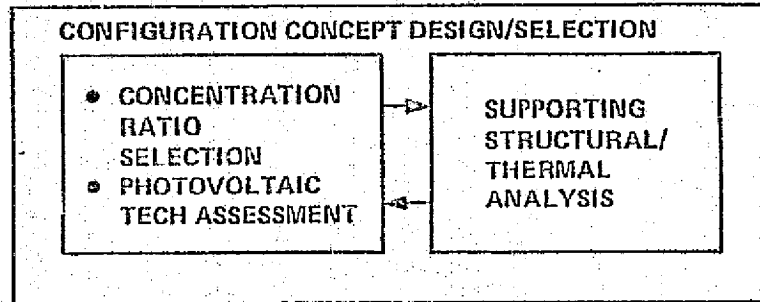 CONFIGURATION CONCEPT DESIGN/SELECTION
• CONCENTRATION
RATIO
SELECTION
• PHOTOVOLTAIC
TECH ASSESSMENT
SUPPORTING
STRUCTURAL/
THERMAL
ANALYSIS